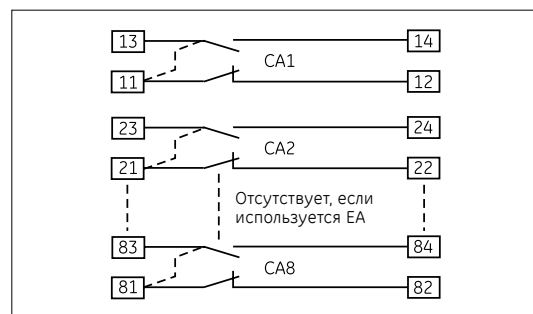 13 14
CA1
11 12
23 24
CA2
21 22
Отсутствует, если
используется EA
83 84
CA8
81 82